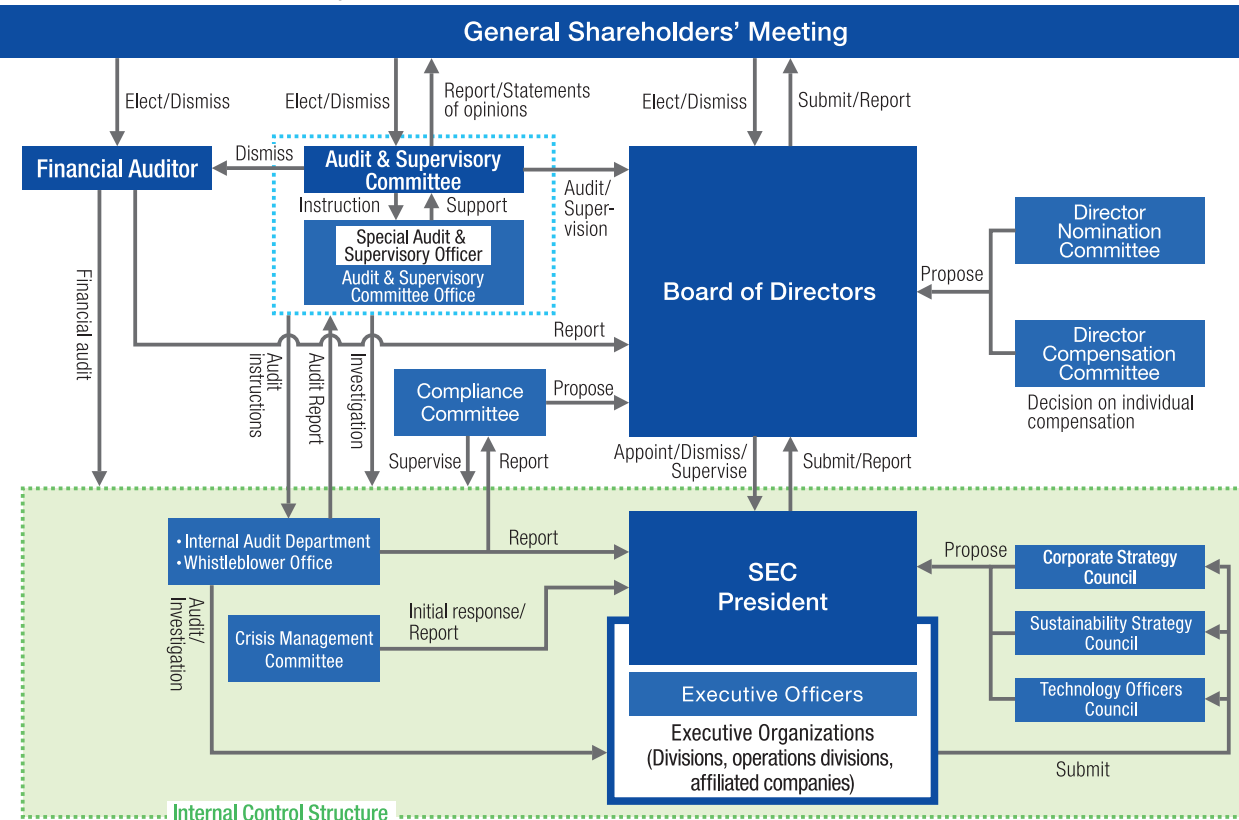 General Shareholders' Meeting
Elect/Dismiss
Elect/Dismiss
Report/Statements
of opinions
Elect/Dismiss
Submit/Report
Financial Auditor
Dismiss
Audit & Supervisory
Committee
Audit/
Super-
vision
Instruction
Support
Special Audit &
Supervisory Officer
Audit & Supervisory
Committee Office
Board of Directors
Propose
Director
Nomination
Committee
Director
Compensation
Committee
Decision on individual
compensation
Financial audit
Audit
instructions
Audit Report
Investigation
Report
Compliance
Committee
Propose
Supervise
Report
Appoint/Dismiss/
Supervise
Submit/Report
• Internal Audit Department
• Whistleblower Office
Report
SEC
President
Propose
Corporate Strategy
Council
Sustainability Strategy
Council
Technology Officers
Council
Audit/
Investigation
Crisis Management
Committee
Initial response/
Report
Executive Officers
Executive Organizations
(Divisions, operations divisions,
affiliated companies)
Submit
Internal Control Structure